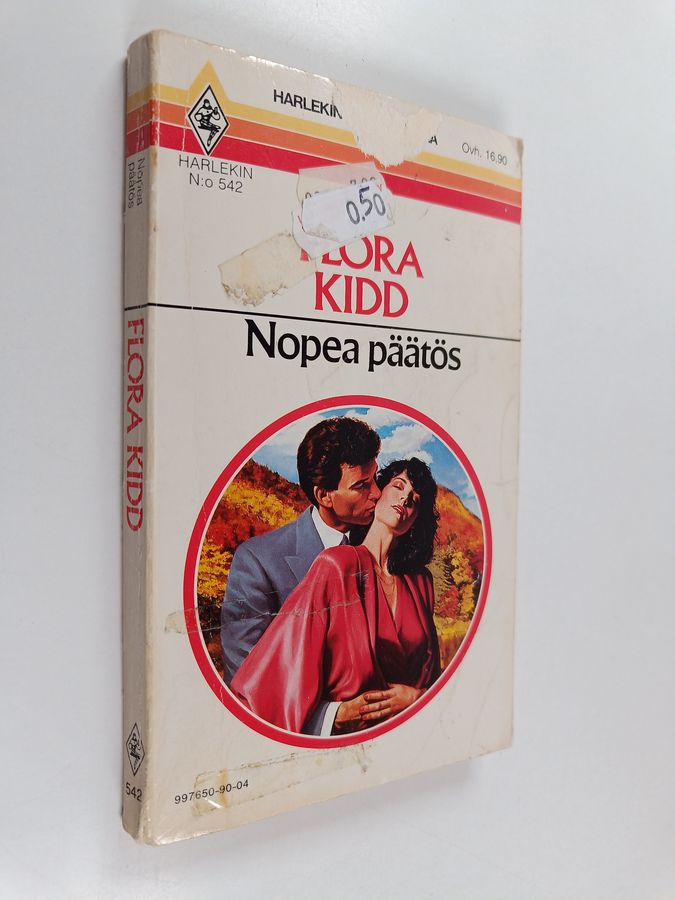 HARLEKIN
Ovh. 16,90
HARLEKIN
N:o 542
0.50
FLORA
KIDD
Nopea päätös
997650-90-04
Nopea
päätös
FLORA KIDD
542